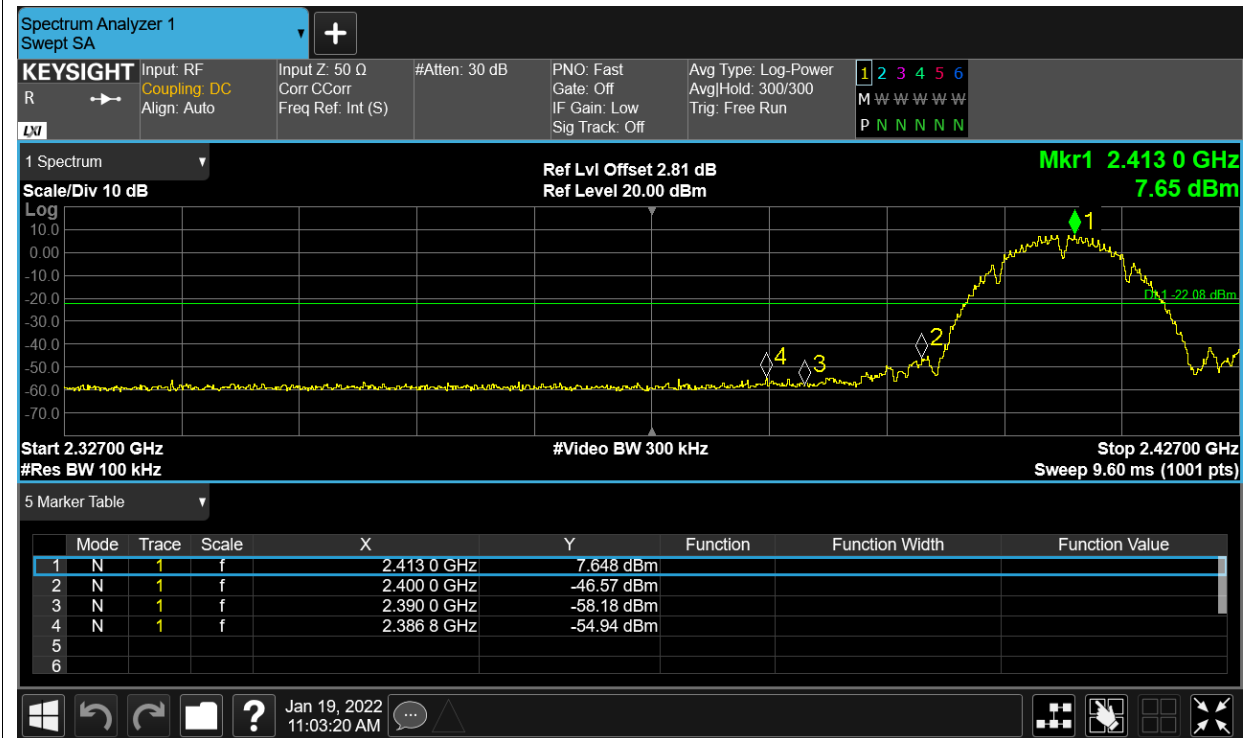 Spectrum Analyzer 1
Swept SA
+
KEYSIGHT
R
LXI
Input: RF
Coupling: DC
Align: Auto
Input Z: 50 Ω
Corr CCorr
Freq Ref: Int (S)
#Atten: 30 dB
PNO: Fast
Gate: Off
IF Gain: Low
Sig Track: Off
Avg Type: Log-Power
Avg|Hold: 300/300
Trig: Free Run
1 2 3 4 5 6
M W W W W W
P N N N N N
1 Spectrum
Scale/Div 10 dB
Ref Lvl Offset 2.81 dB
Ref Level 20.00 dBm
Mkr1 2.413 0 GHz
7.65 dBm
Log
10.0
0.00
-10.0
-20.0
-30.0
-40.0
-50.0
-60.0
-70.0
1
DL1 -22.08 dBm
2
4
3
Start 2.32700 GHz
#Video BW 300 kHz
Stop 2.42700 GHz
#Res BW 100 kHz
Sweep 9.60 ms (1001 pts)
5 Marker Table
Mode Trace Scale X Y Function Function Width Function Value
1 N 1 f 2.413 0 GHz 7.648 dBm
2 N 1 f 2.400 0 GHz -46.57 dBm
3 N 1 f 2.390 0 GHz -58.18 dBm
4 N 1 f 2.386 8 GHz -54.94 dBm
5
6
?
Jan 19, 2022
11:03:20 AM